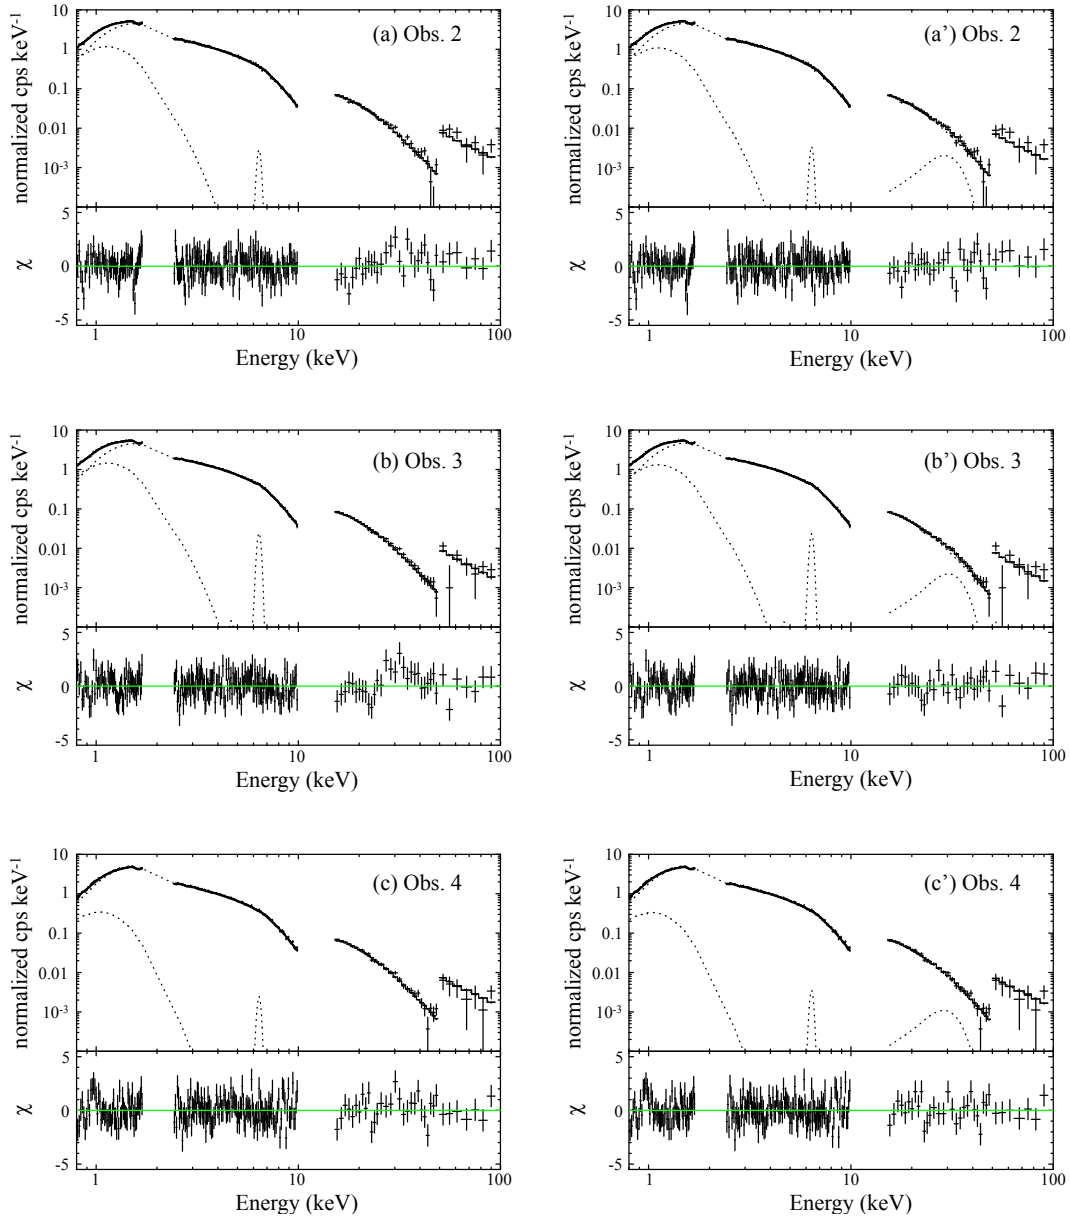 (a) Obs. 2
normalized cps keV⁻¹
10
1
0.1
0.01
10⁻³
χ
5
0
-5
1
10
100
Energy (keV)
(a’) Obs. 2
normalized cps keV⁻¹
10
1
0.1
0.01
10⁻³
χ
5
0
-5
1
10
100
Energy (keV)
(b) Obs. 3
normalized cps keV⁻¹
10
1
0.1
0.01
10⁻³
χ
5
0
-5
1
10
100
Energy (keV)
(b’) Obs. 3
normalized cps keV⁻¹
10
1
0.1
0.01
10⁻³
χ
5
0
-5
1
10
100
Energy (keV)
(c) Obs. 4
normalized cps keV⁻¹
10
1
0.1
0.01
10⁻³
χ
5
0
-5
1
10
100
Energy (keV)
(c’) Obs. 4
normalized cps keV⁻¹
10
1
0.1
0.01
10⁻³
χ
5
0
-5
1
10
100
Energy (keV)